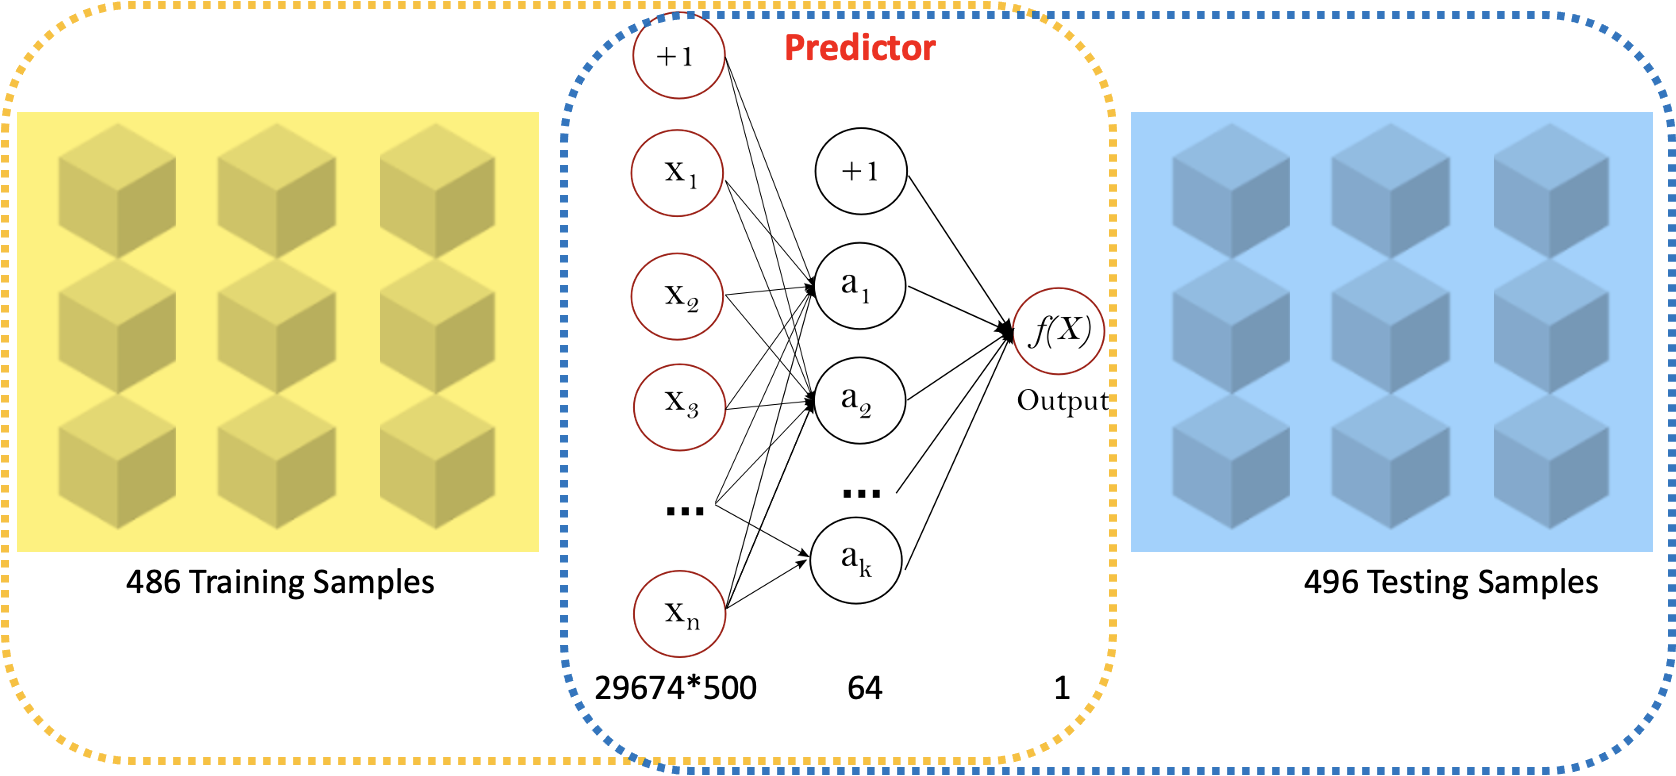 Predictor
+1
x1
x2
x3
...
xn
+1
a1
a2
...
ak
f(X)
Output
486 Training Samples
496 Testing Samples
29674*500
64
1